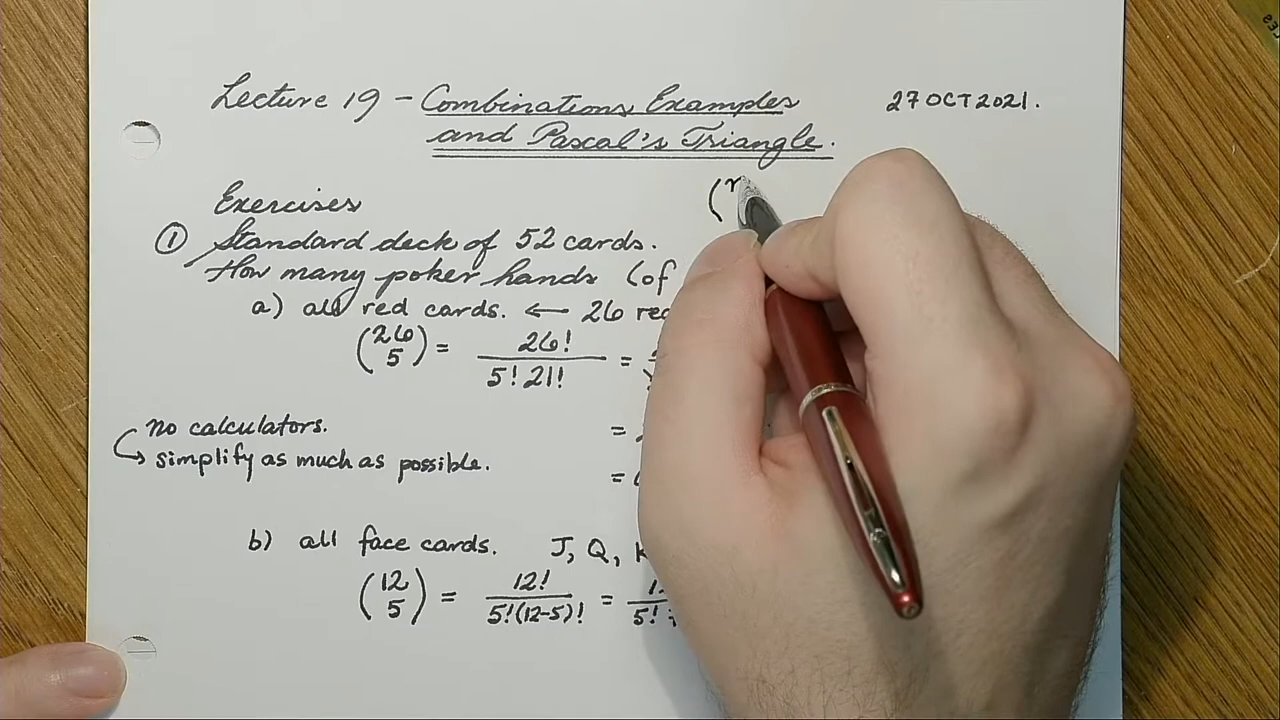 Lecture 19 - Combinations Examples 27 OCT 2021.
and Pascal's Triangle.
Exercises
① Standard deck of 52 cards.
How many poker hands (of
a) all red cards. ← 26 red
(26 5) = 26! / 5! 21! =
no calculators.
↳ simplify as much as possible.
=
=
b) all face cards. J, Q, K
(12 5) = 12! / 5!(12-5)! = 12 / 5!